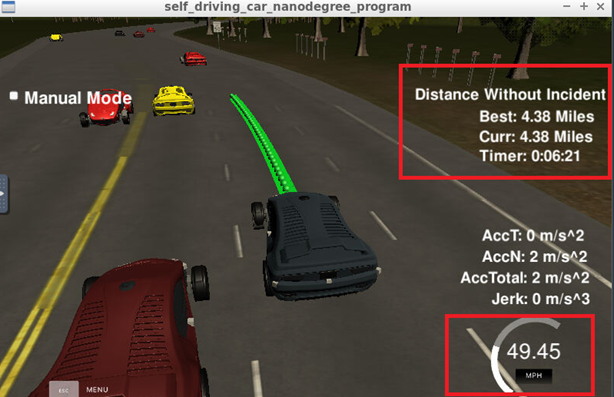 self_driving_car_nanodegree_program
Manual Mode
Distance Without Incident
Best: 4.38 Miles
Curr: 4.38 Miles
Timer: 0:06:21
AccT: 0 m/s^2
AccN: 2 m/s^2
AccTotal: 2 m/s^2
Jerk: 0 m/s^3
49.45
MPH
esc MENU